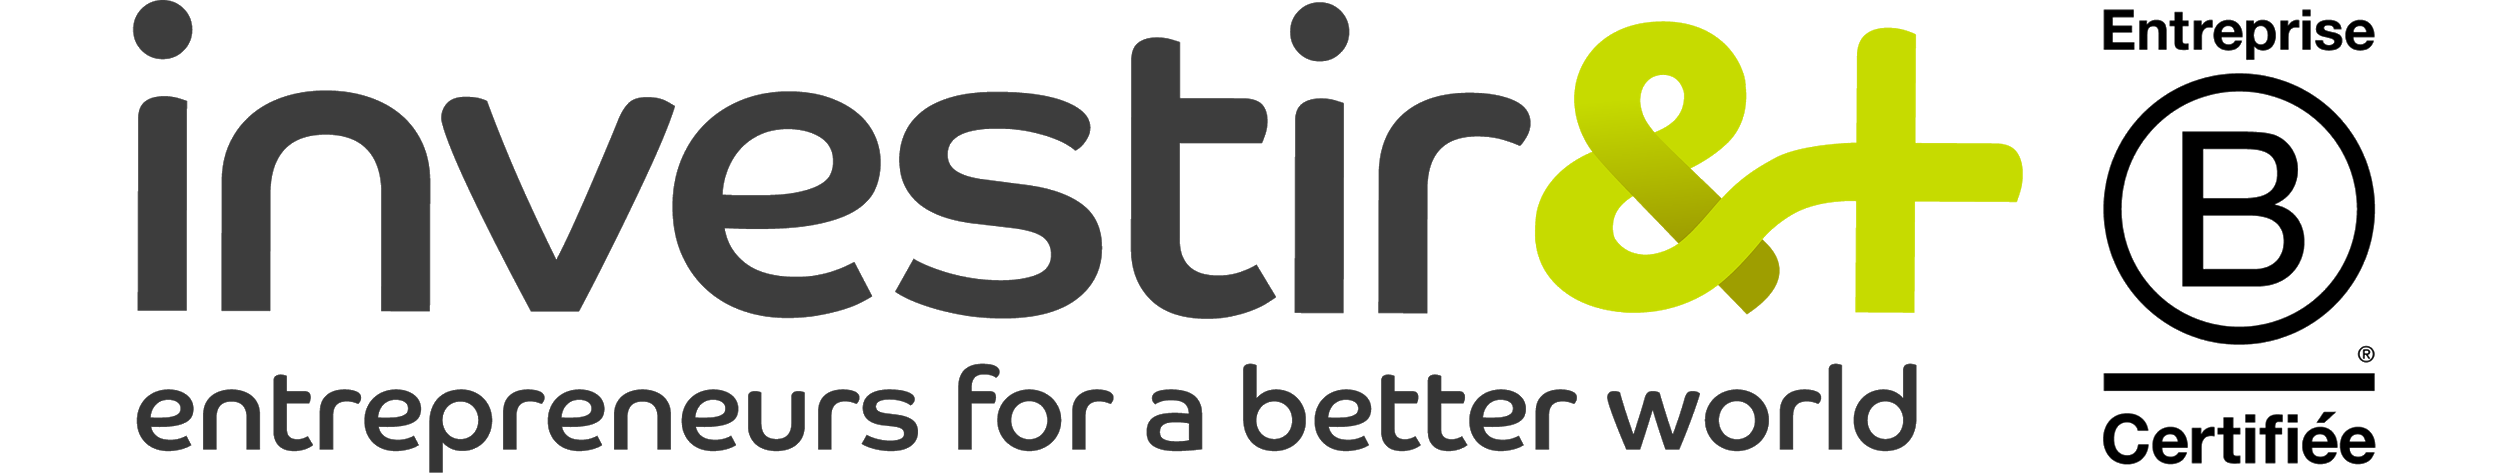 investir&+
entrepreneurs for a better world
Entreprise
B
®
Certifiée